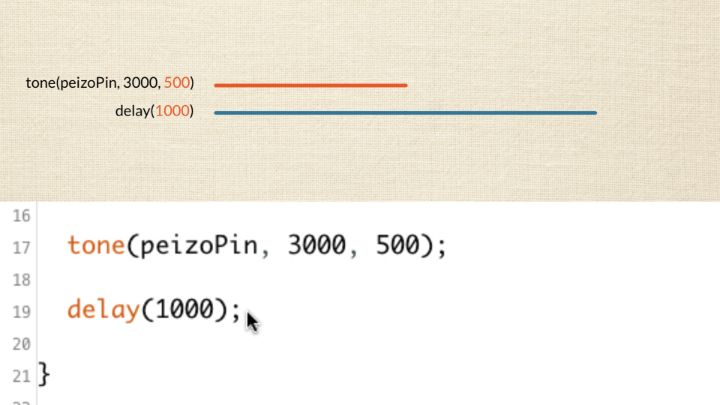 tone(peizoPin, 3000, 500)
delay(1000)
16
17 tone(peizoPin, 3000, 500);
18
19 delay(1000);
20
21 }